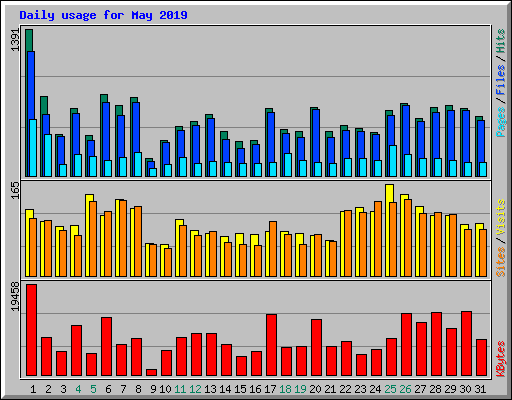 Daily usage for May 2019
1391
Pages / Files / Hits
165
Sites / Visits
19458
KBytes
1 2 3 4 5 6 7 8 9 10 11 12 13 14 15 16 17 18 19 20 21 22 23 24 25 26 27 28 29 30 31